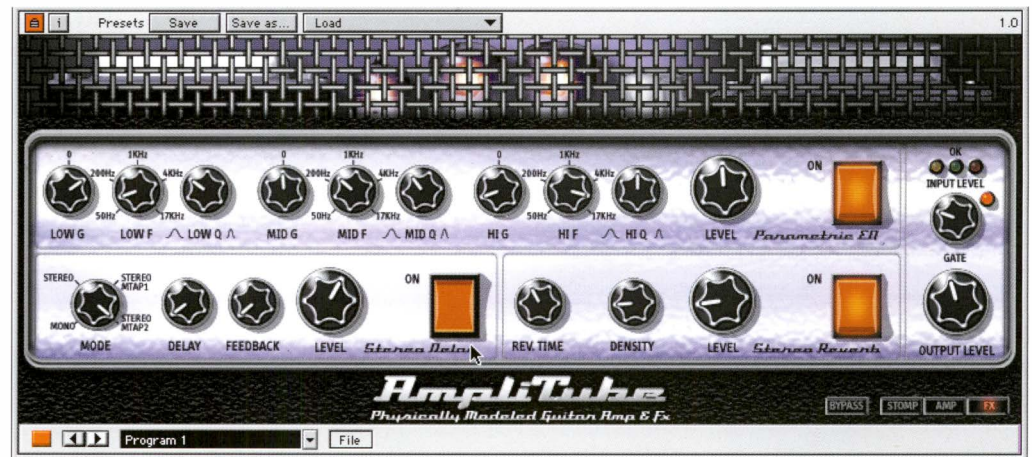 i Presets Save Save as... Load 1.0
0 1KHz 0 1KHz 0 1KHz ON OK
200Hz 4KHz 200Hz 4KHz 200Hz 4KHz INPUT LEVEL
50Hz 17KHz 50Hz 17KHz 50Hz 17KHz
LOW G LOW F LOW Q MID G MID F MID Q HI G HI F HI Q LEVEL Parametric EQ
GATE
STEREO STEREO MTAP1 ON ON
MONO STEREO MTAP2
MODE DELAY FEEDBACK LEVEL Stereo Delay REV. TIME DENSITY LEVEL Stereo Reverb OUTPUT LEVEL
AmpliTube
Physically Modeled Guitar Amp & Fx
BYPASS STOMP AMP FX
Program 1 File